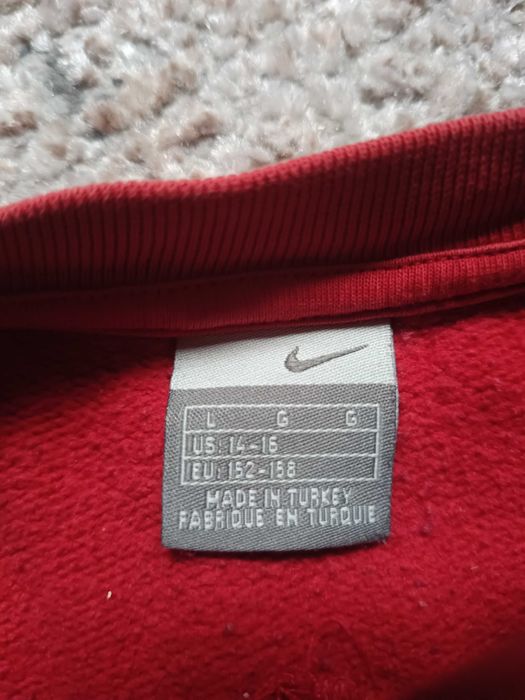 L G G
US: 14-16
EU: 152-158
MADE IN TURKEY
FABRIQUE EN TURQUIE